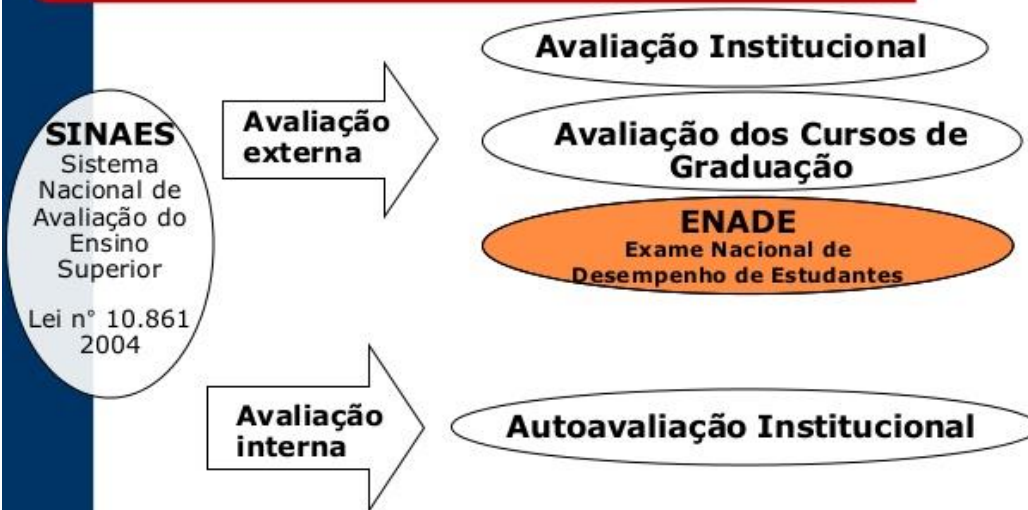 SINAES
Sistema
Nacional de
Avaliação do
Ensino
Superior
Lei n° 10.861
2004
Avaliação
externa
Avaliação Institucional
Avaliação dos Cursos de
Graduação
ENADE
Exame Nacional de
Desempenho de Estudantes
Avaliação
interna
Autoavaliação Institucional